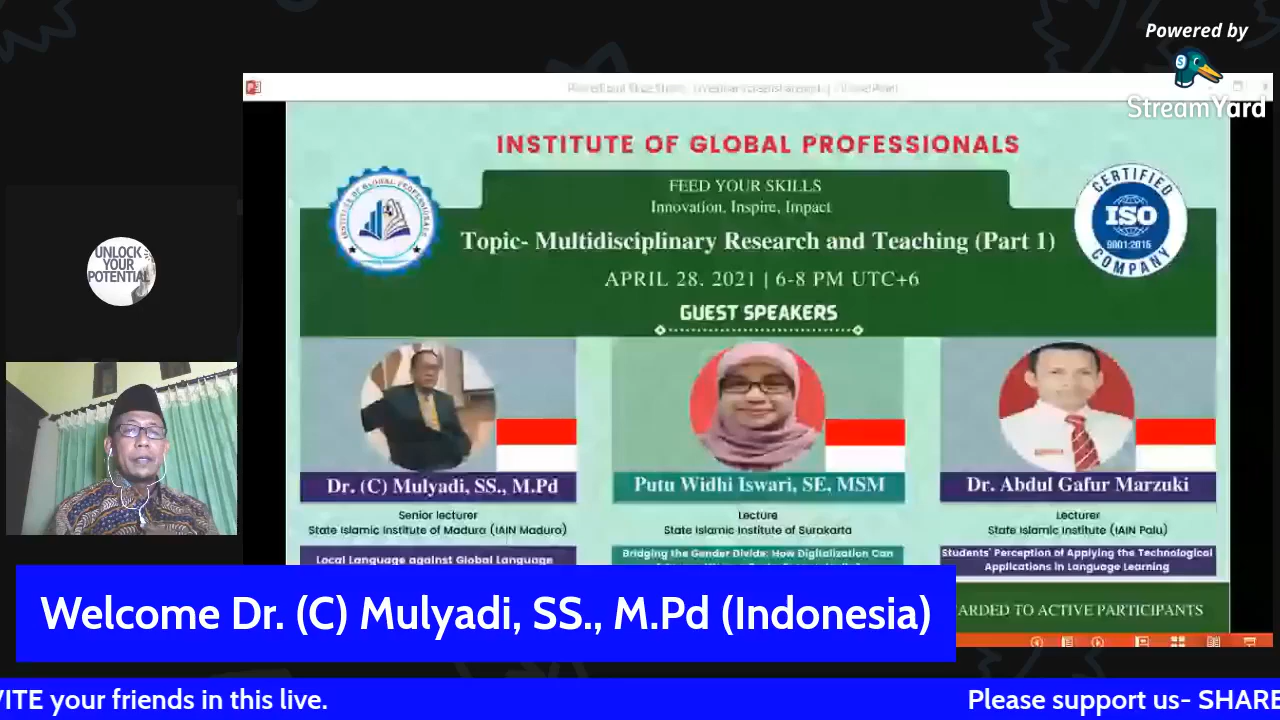 Powered by
StreamYard
INSTITUTE OF GLOBAL PROFESSIONALS
FEED YOUR SKILLS
Innovation, Inspire, Impact
Topic- Multidisciplinary Research and Teaching (Part 1)
APRIL 28, 2021 | 6-8 PM UTC+6
GUEST SPEAKERS
INSTITUTE OF GLOBAL PROFESSIONALS
CERTIFIED
ISO
9001:2015
COMPANY
UNLOCK
YOUR
POTENTIAL
Dr. (C) Mulyadi, SS., M.Pd
Senior lecturer
State Islamic Institute of Madura (IAIN Madura)
Local Language against Global Language
Putu Widhi Iswari, SE, MSM
Lecture
State Islamic Institute of Surakarta
Bridging the Gender Divide: How Digitalization Can
Dr. Abdul Gafur Marzuki
Lecturer
State Islamic Institute (IAIN Palu)
Students' Perception of Applying the Technological
Applications in Language Learning
ARDED TO ACTIVE PARTICIPANTS
Welcome Dr. (C) Mulyadi, SS., M.Pd (Indonesia)
VITE your friends in this live.
Please support us- SHARE